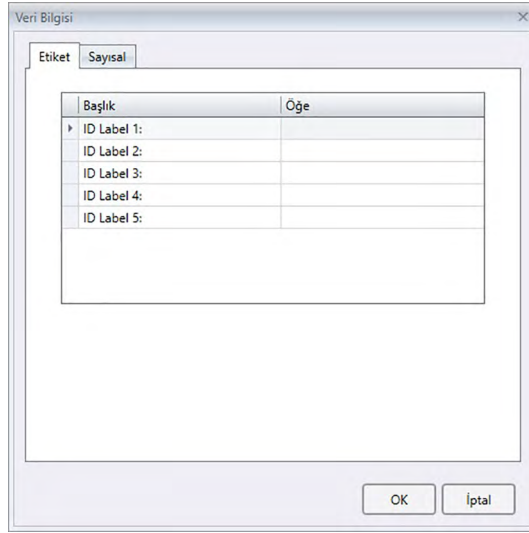 Veri Bilgisi
Etiket Sayısal
Başlık Öğe
ID Label 1:
ID Label 2:
ID Label 3:
ID Label 4:
ID Label 5:
OK İptal